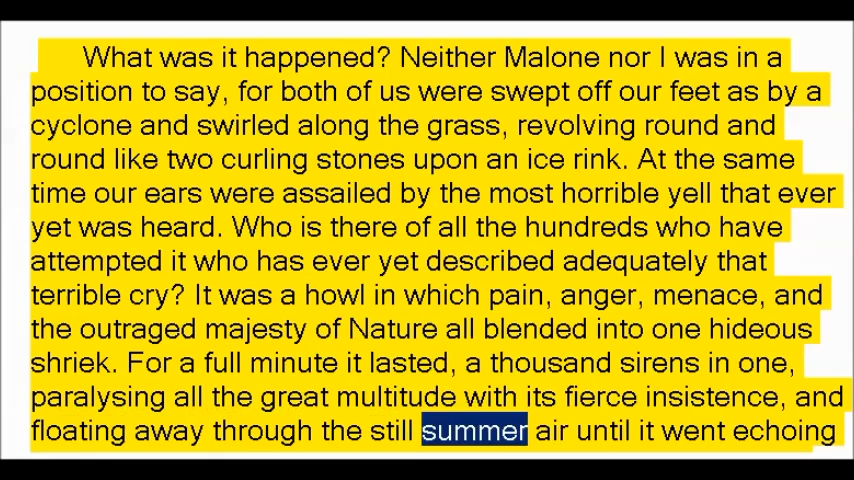 What was it happened? Neither Malone nor I was in a
position to say, for both of us were swept off our feet as by a
cyclone and swirled along the grass, revolving round and
round like two curling stones upon an ice rink. At the same
time our ears were assailed by the most horrible yell that ever
yet was heard. Who is there of all the hundreds who have
attempted it who has ever yet described adequately that
terrible cry? It was a howl in which pain, anger, menace, and
the outraged majesty of Nature all blended into one hideous
shriek. For a full minute it lasted, a thousand sirens in one,
paralysing all the great multitude with its fierce insistence, and
floating away through the still summer air until it went echoing